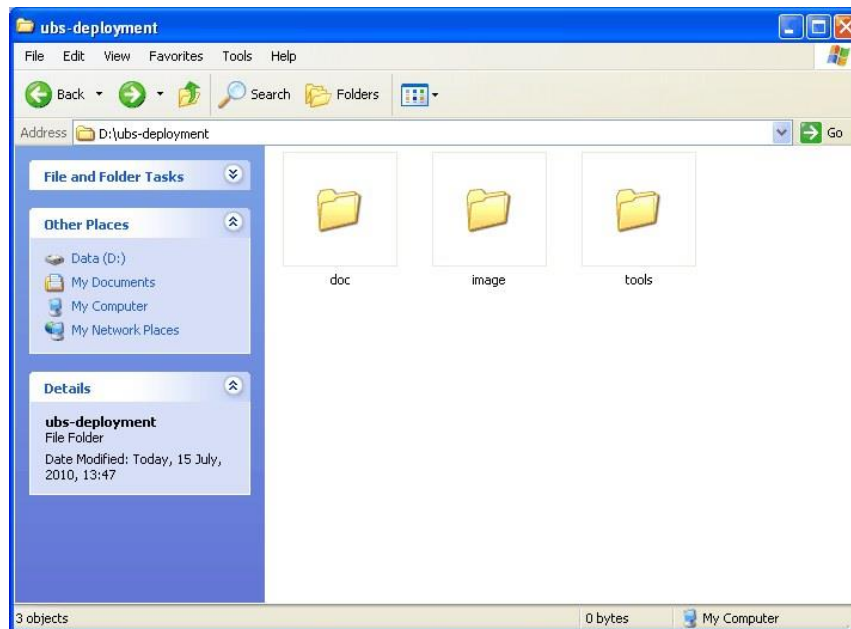 ubs-deployment
File Edit View Favorites Tools Help
Back Search Folders
Address D:\ubs-deployment Go
File and Folder Tasks
Other Places
Data (D:)
My Documents
My Computer
My Network Places
Details
ubs-deployment
File Folder
Date Modified: Today, 15 July,
2010, 13:47
doc image tools
3 objects 0 bytes My Computer